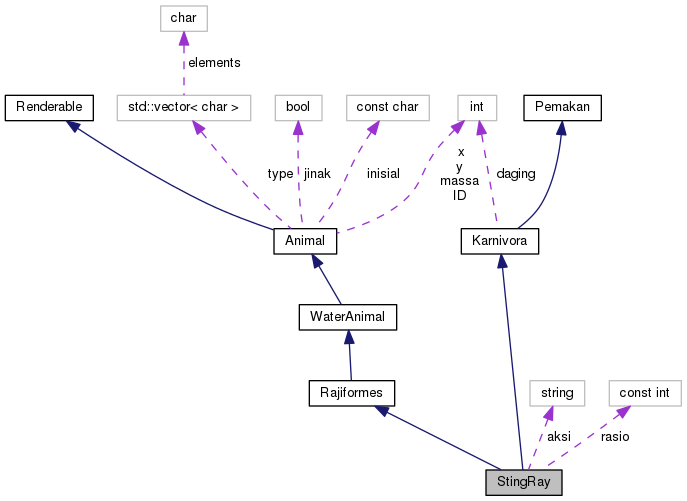 char
elements
Renderable
std::vector< char >
bool
const char
int
Pemakan
type
jinak
inisial
x
y
massa
ID
daging
Animal
Karnivora
WaterAnimal
Rajiformes
string
const int
aksi
rasio
StingRay